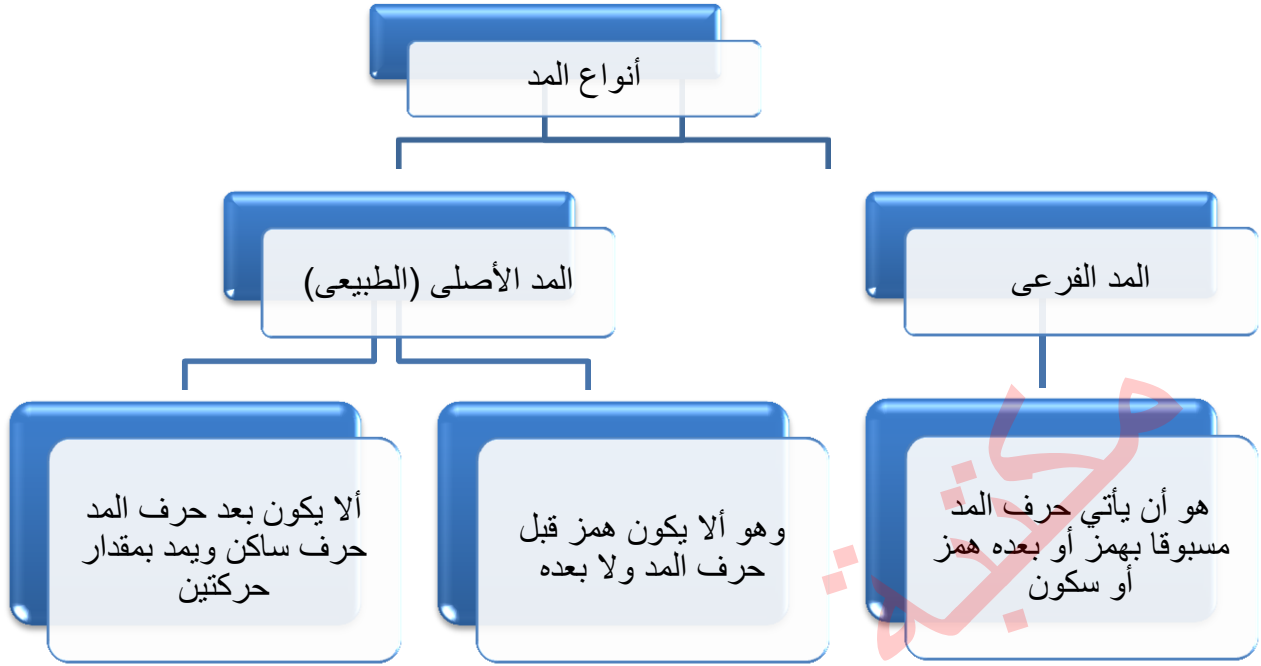 أنواع المد
المد الفرعى
المد الأصلى (الطبيعى)
هو أن يأتي حرف المد
مسبوقا بهمز أو بعده همز
أو سكون
وهو ألا يكون همز قبل
حرف المد ولا بعده
ألا يكون بعد حرف المد
حرف ساكن ويمد بمقدار
حركتين